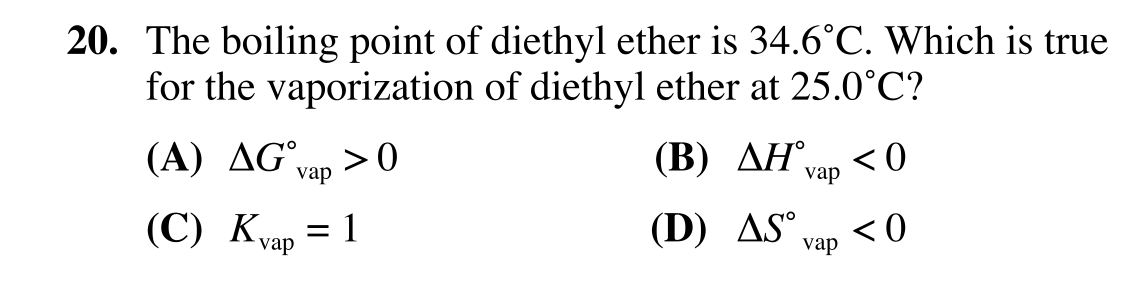 20. The boiling point of diethyl ether is 34.6°C. Which is true
for the vaporization of diethyl ether at 25.0°C?
(A) ΔG°vap > 0 (B) ΔH°vap < 0
(C) Kvap = 1 (D) ΔS°vap < 0